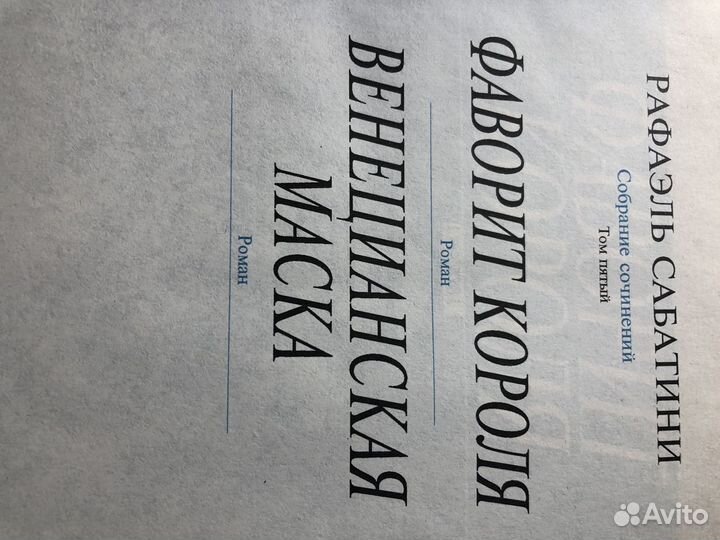 РАФАЭЛЬ САБАТИНИ
Собрание сочинений
Том пятый
ФАВОРИТ КОРОЛЯ
Роман
ВЕНЕЦИАНСКАЯ
МАСКА
Роман
Avito